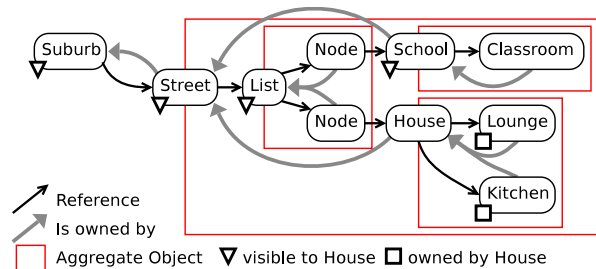 Suburb
Street
List
Node
School
Classroom
Node
House
Lounge
Kitchen
Reference
Is owned by
Aggregate Object visible to House owned by House